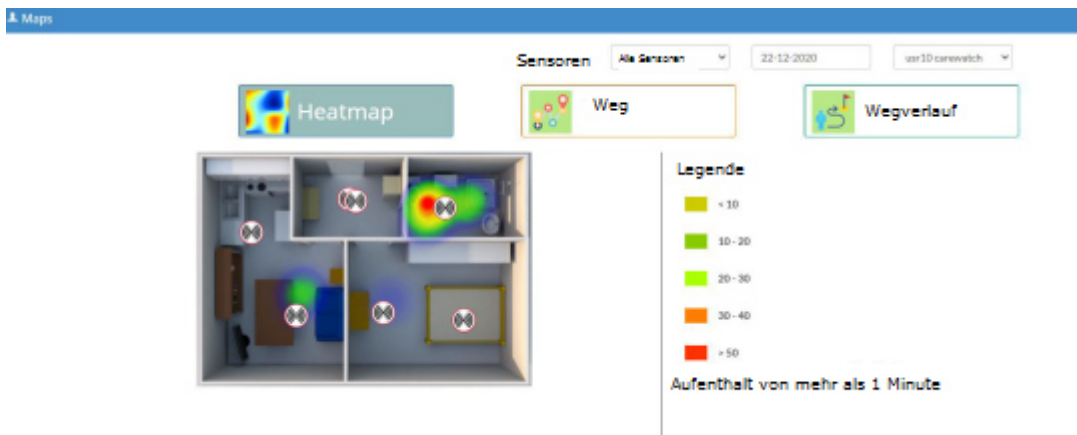 Maps
Sensoren Alle Sensoren 22-12-2020 usr10 carewatch
Heatmap Weg Wegverlauf
Legende
< 10
10 - 20
20 - 30
30 - 40
> 50
Aufenthalt von mehr als 1 Minute